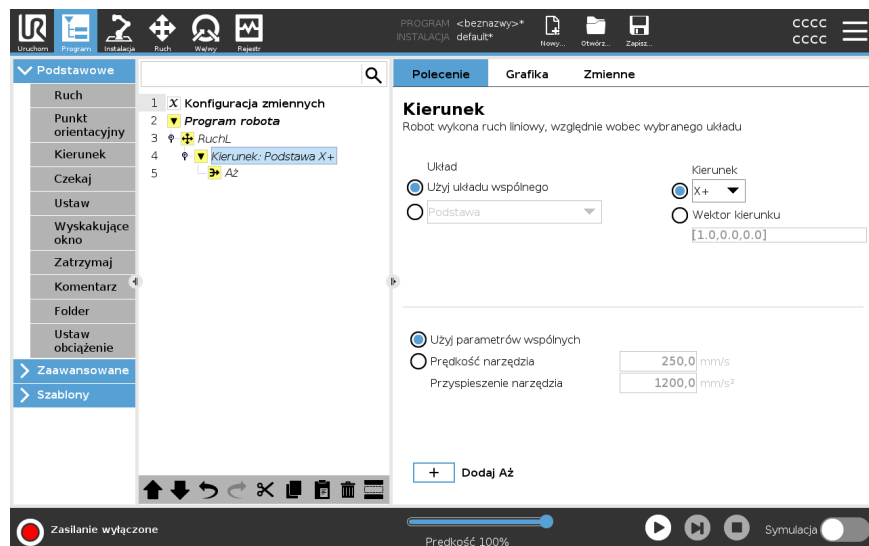 PROGRAM <beznazwy>*
INSTALACJA default*
Uruchom Program Instalacja Ruch We/wy Rejestr Nowy... Otwórz... Zapisz...
CCCC
CCCC
Podstawowe
Ruch
Punkt
orientacyjny
Kierunek
Czekaj
Ustaw
Wyskakujące
okno
Zatrzymaj
Komentarz
Folder
Ustaw
obciążenie
Zaawansowane
Szablony
1 X Konfiguracja zmiennych
2 Program robota
3 RuchL
4 Kierunek: Podstawa X+
5 Aż
Polecenie Grafika Zmienne
Kierunek
Robot wykona ruch liniowy, względnie wobec wybranego układu
Układ
Użyj układu wspólnego
Podstawa
Kierunek
X+
Wektor kierunku
[1.0,0.0,0.0]
Użyj parametrów wspólnych
Prędkość narzędzia 250,0 mm/s
Przyspieszenie narzędzia 1200,0 mm/s²
+ Dodaj Aż
Zasilanie wyłączone
Prędkość 100%
Symulacja